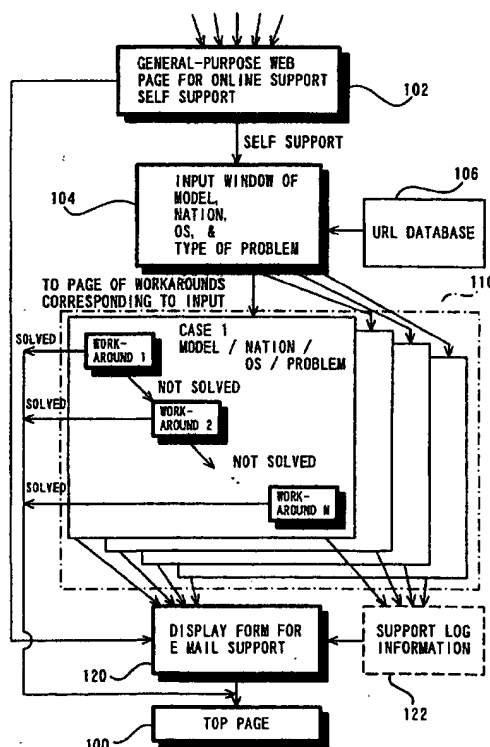 GENERAL-PURPOSE WEB
PAGE FOR ONLINE SUPPORT
SELF SUPPORT
102
SELF SUPPORT
104
INPUT WINDOW OF
MODEL,
NATION,
OS, &
TYPE OF PROBLEM
106
URL DATABASE
TO PAGE OF WORKAROUNDS
CORRESPONDING TO INPUT
110
CASE 1
MODEL / NATION /
OS / PROBLEM
SOLVED
WORK-
AROUND 1
NOT SOLVED
SOLVED
WORK-
AROUND 2
NOT SOLVED
SOLVED
WORK-
AROUND N
DISPLAY FORM FOR
E MAIL SUPPORT
120
SUPPORT LOG
INFORMATION
122
TOP PAGE
100